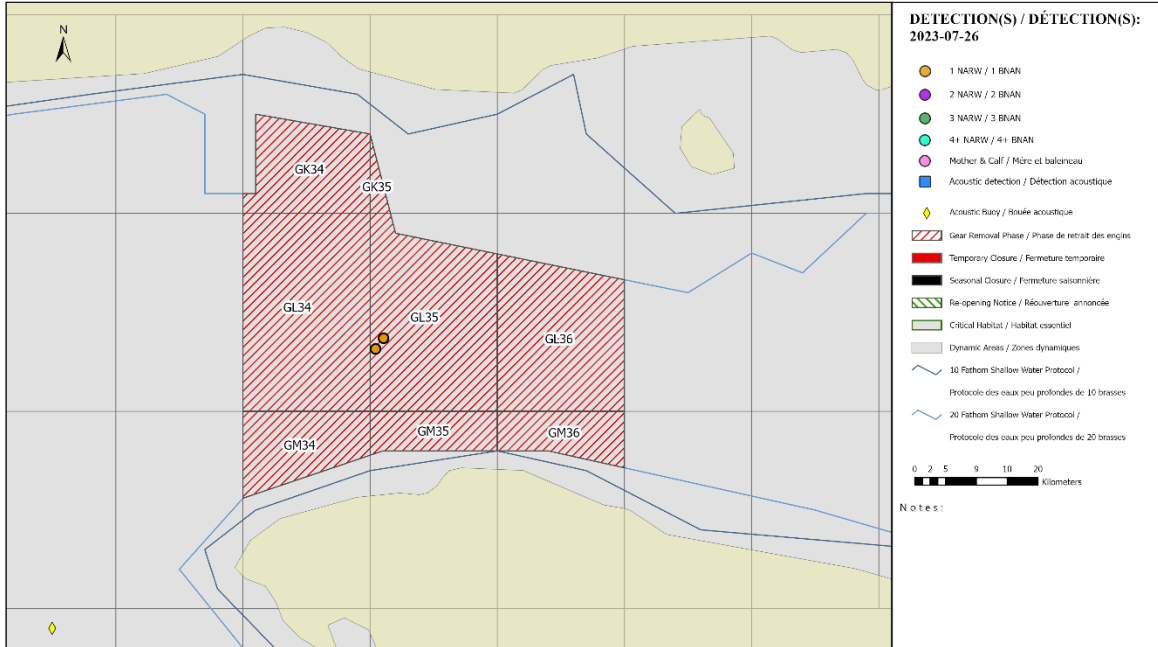 N
GK34
GK35
GL34
GL35
GL36
GM34
GM35
GM36
DETECTION(S) / DÉTECTION(S):
2023-07-26
1 NARW / 1 BNAN
2 NARW / 2 BNAN
3 NARW / 3 BNAN
4+ NARW / 4+ BNAN
Mother & Calf / Mère et baleineau
Acoustic detection / Détection acoustique
Acoustic Buoy / Bouée acoustique
Gear Removal Phase / Phase de retrait des engins
Temporary Closure / Fermeture temporaire
Seasonal Closure / Fermeture saisonnière
Re-opening Notice / Réouverture annoncée
Critical Habitat / Habitat essentiel
Dynamic Areas / Zones dynamiques
10 Fathom Shallow Water Protocol /
Protocole des eaux peu profondes de 10 brasses
20 Fathom Shallow Water Protocol /
Protocole des eaux peu profondes de 20 brasses
0 2 5 9 10 20
Kilometers
Notes: